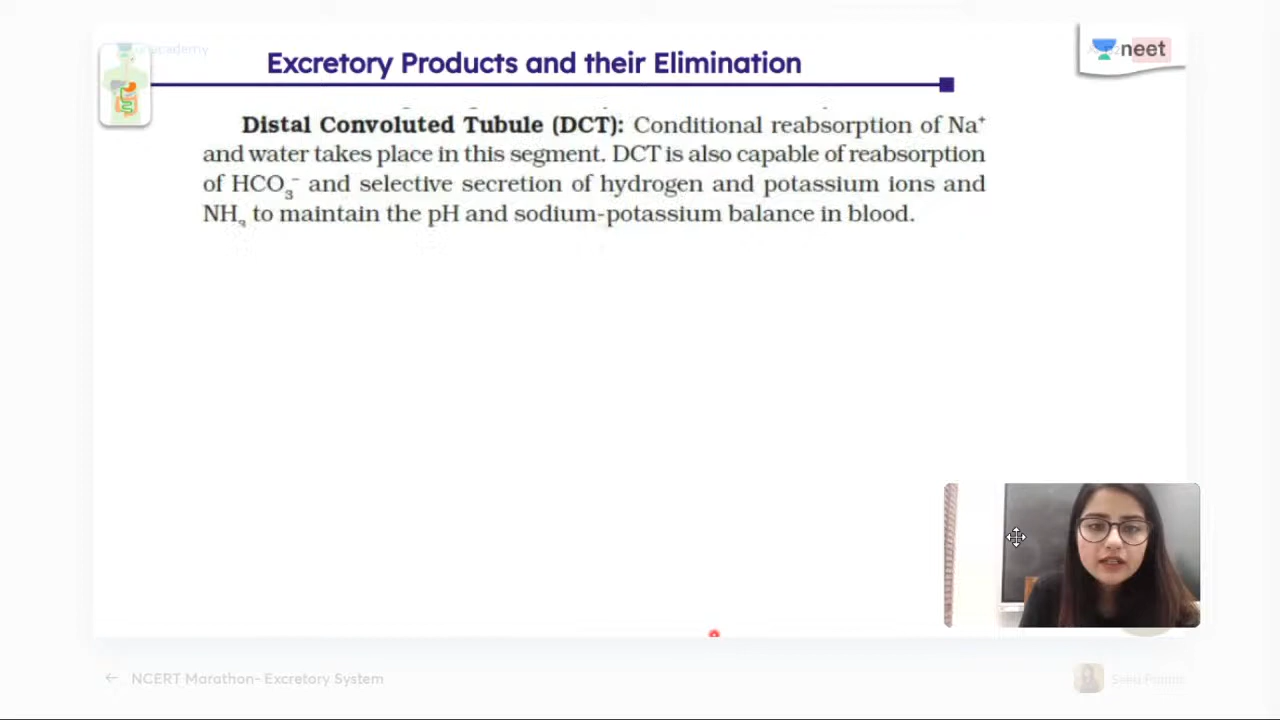 Excretory Products and their Elimination
neet
Distal Convoluted Tubule (DCT): Conditional reabsorption of Na⁺
and water takes place in this segment. DCT is also capable of reabsorption
of HCO₃⁻ and selective secretion of hydrogen and potassium ions and
NH₃ to maintain the pH and sodium-potassium balance in blood.
← NCERT Marathon- Excretory System